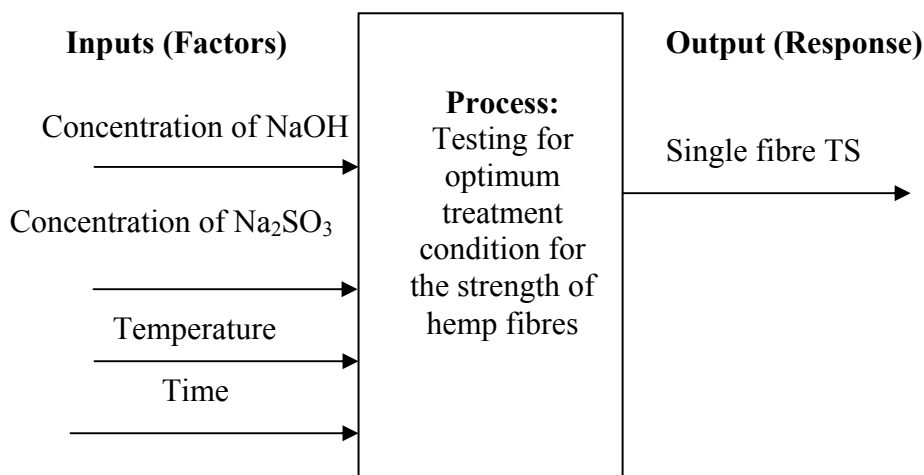 Inputs (Factors)
Concentration of NaOH
Concentration of Na₂SO₃
Temperature
Time
Process:
Testing for
optimum
treatment
condition for
the strength of
hemp fibres
Output (Response)
Single fibre TS